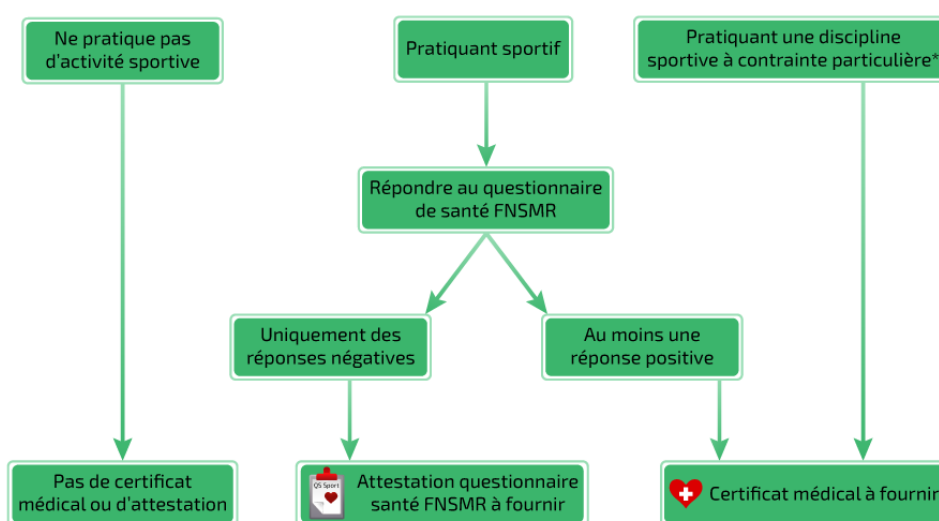 Ne pratique pas
d'activité sportive
Pratiquant sportif
Pratiquant une discipline
sportive à contrainte particulière*
Répondre au questionnaire
de santé FNSMR
Uniquement des
réponses négatives
Au moins une
réponse positive
Pas de certificat
médical ou d'attestation
QS Sport
Attestation questionnaire
santé FNSMR à fournir
Certificat médical à fournir